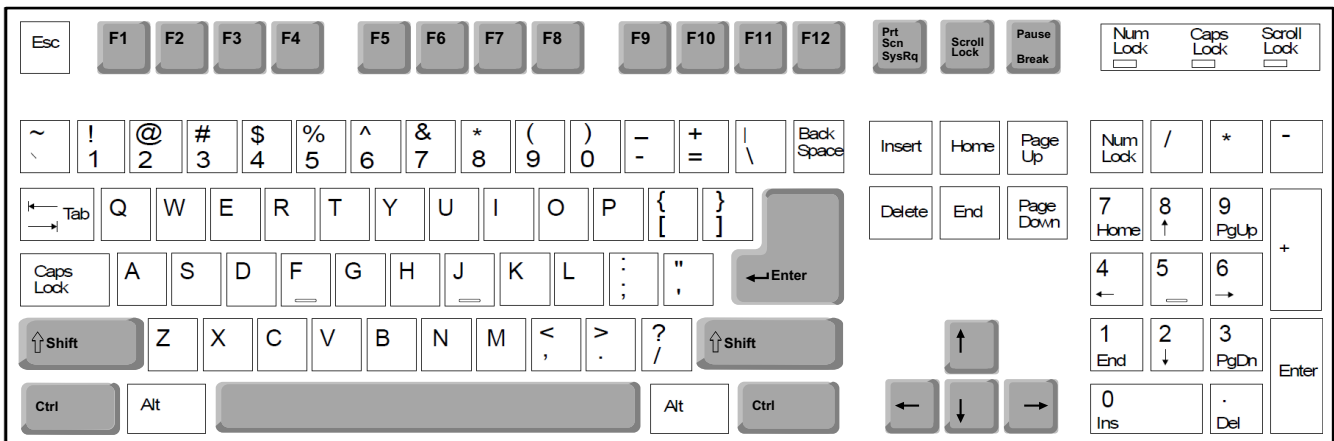 Esc F1 F2 F3 F4 F5 F6 F7 F8 F9 F10 F11 F12 Prt Scn SysRq Scroll Lock Pause Break Num Lock Caps Lock Scroll Lock
~ ! @ # $ % ^ & * ( ) _ + | Back Space Insert Home Page Up Num Lock / * -
` 1 2 3 4 5 6 7 8 9 0 - = \
Tab Q W E R T Y U I O P { [ } ] Delete End Page Down 7 Home 8 ↑ 9 PgUp +
Caps Lock A S D F G H J K L : ; " ' Enter 4 ← 5 6 →
Shift Z X C V B N M < , > . ? / Shift ↑ 1 End 2 ↓ 3 PgDn Enter
Ctrl Alt Alt Ctrl ← ↓ → 0 Ins . Del